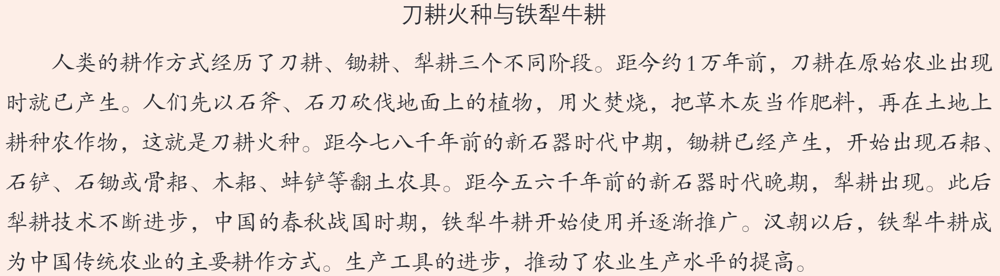 刀耕火种与铁犁牛耕
人类的耕作方式经历了刀耕、锄耕、犁耕三个不同阶段。距今约1万年前，刀耕在原始农业出现
时就已产生。人们先以石斧、石刀砍伐地面上的植物，用火焚烧，把草木灰当作肥料，再在土地上
耕种农作物，这就是刀耕火种。距今七八千年前的新石器时代中期，锄耕已经产生，开始出现石耜、
石铲、石锄或骨耜、木耜、蚌铲等翻土农具。距今五六千年前的新石器时代晚期，犁耕出现。此后
犁耕技术不断进步，中国的春秋战国时期，铁犁牛耕开始使用并逐渐推广。汉朝以后，铁犁牛耕成
为中国传统农业的主要耕作方式。生产工具的进步，推动了农业生产水平的提高。